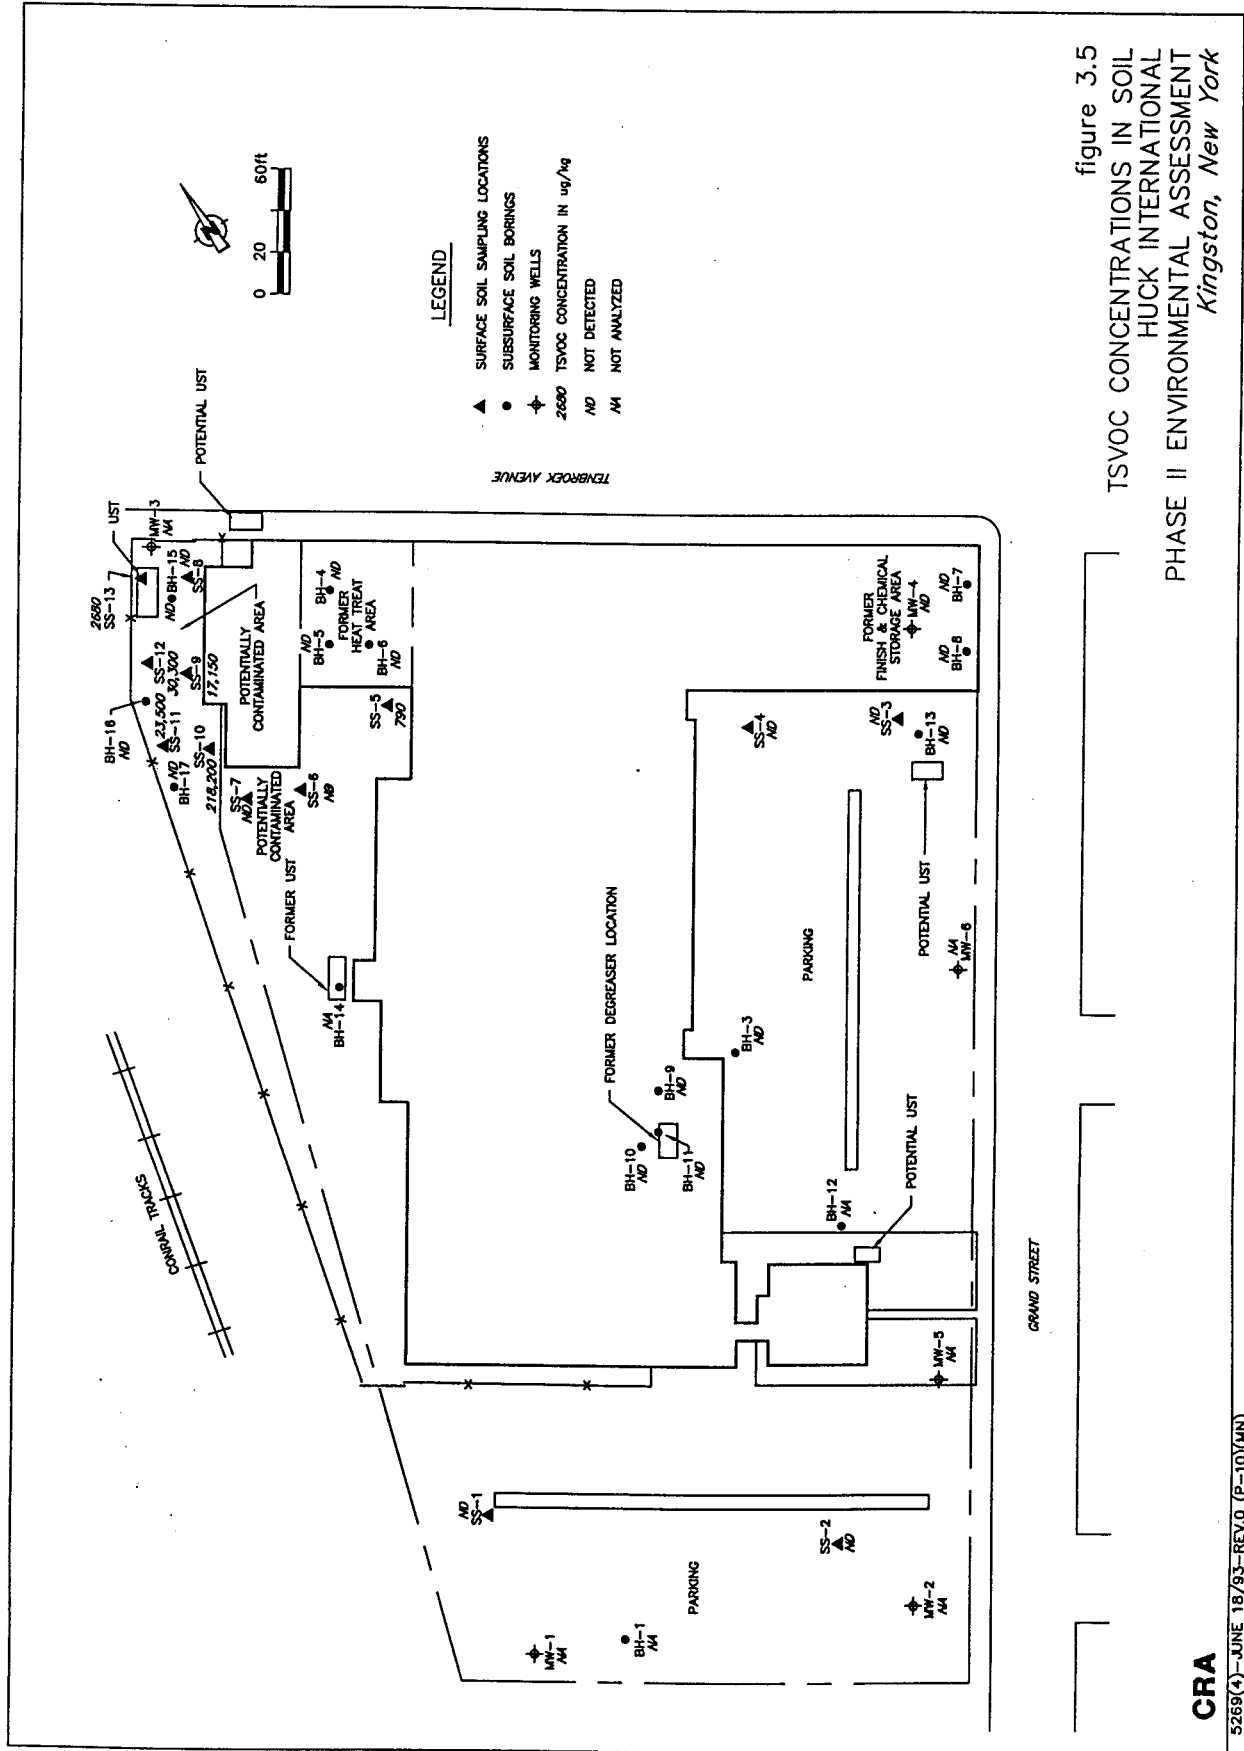 CONRAIL TRACKS
BH-16
ND
23,500
SS-11
ND
BH-17
SS-12
30,300
SS-9
17,150
SS-10
218,200
2680
SS-13
UST
MW-3
NA
ND
BH-15
ND
SS-8
POTENTIAL UST
POTENTIALLY
CONTAMINATED AREA
SS-7
ND
POTENTIALLY
CONTAMINATED
AREA
SS-6
ND
FORMER UST
NA
BH-14
BH-4
ND
ND
BH-5
FORMER
HEAT TREAT
AREA
BH-6
ND
SS-5
790
TENBROEK AVENUE
0 20 60ft
LEGEND
SURFACE SOIL SAMPLING LOCATIONS
SUBSURFACE SOIL BORINGS
MONITORING WELLS
2680 TSVOC CONCENTRATION IN ug/kg
ND NOT DETECTED
NA NOT ANALYZED
FORMER DEGREASER LOCATION
BH-10
ND
BH-9
ND
BH-11
ND
BH-3
ND
SS-4
ND
PARKING
BH-12
NA
POTENTIAL UST
POTENTIAL UST
ND
SS-3
BH-13
ND
FORMER
FINISH & CHEMICAL
STORAGE AREA
MW-4
ND
ND
BH-8
ND
BH-7
NA
MW-6
MW-5
NA
ND
SS-1
SS-2
ND
PARKING
MW-1
NA
BH-1
NA
MW-2
NA
GRAND STREET
figure 3.5
TSVOC CONCENTRATIONS IN SOIL
HUCK INTERNATIONAL
PHASE II ENVIRONMENTAL ASSESSMENT
Kingston, New York
CRA
5269(4)-JUNE 18/93-REV.0 (P-10)(MN)